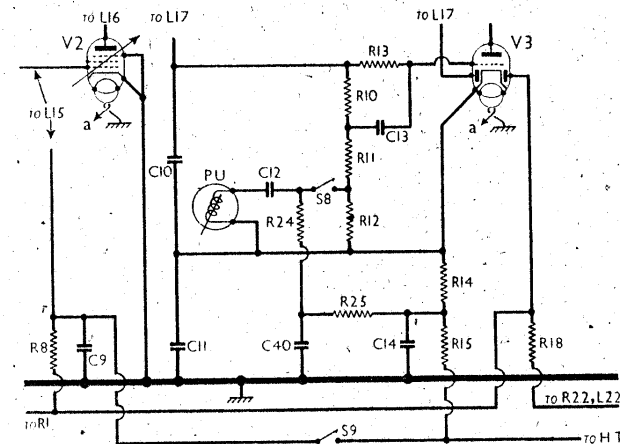 TO L16
TO L17
TO L17
V2
V3
R13
R10
TO L15
a
a
C13
R11
C10
PU
C12
S8
R24
R12
R14
r
R25
R8
C9
C11
C40
C14
R15
R18
TO R22, L22
TO R1
S9
TO HT